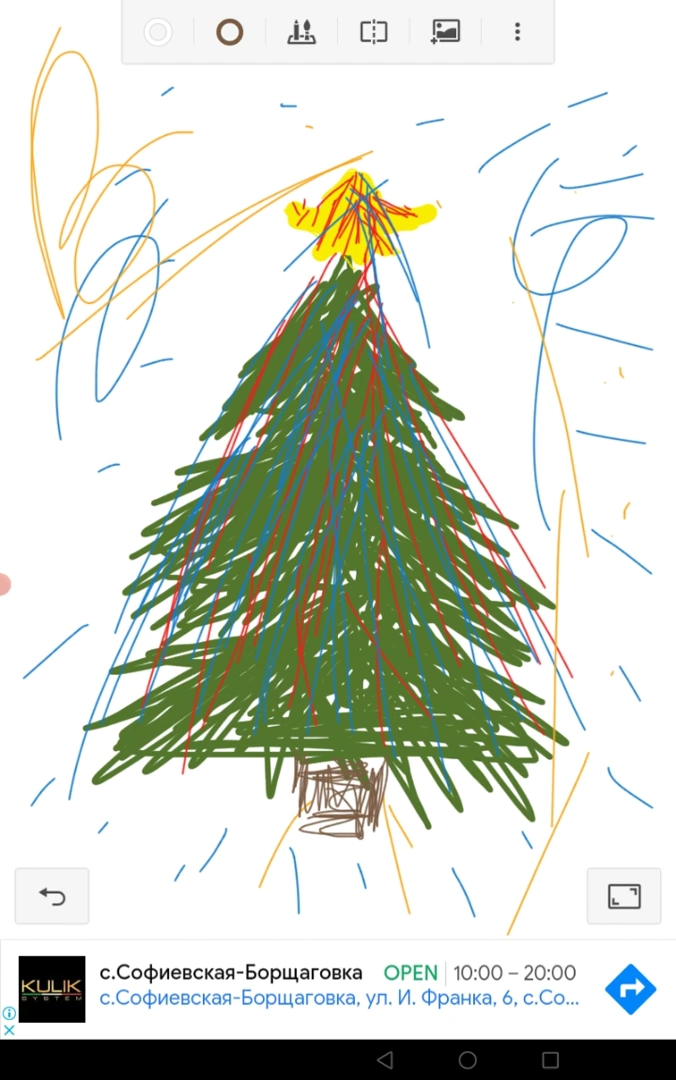 KULIK
SYSTEM
с.Софиевская-Борщаговка OPEN 10:00 – 20:00
с.Софиевская-Борщаговка, ул. И. Франка, 6, с.Со...